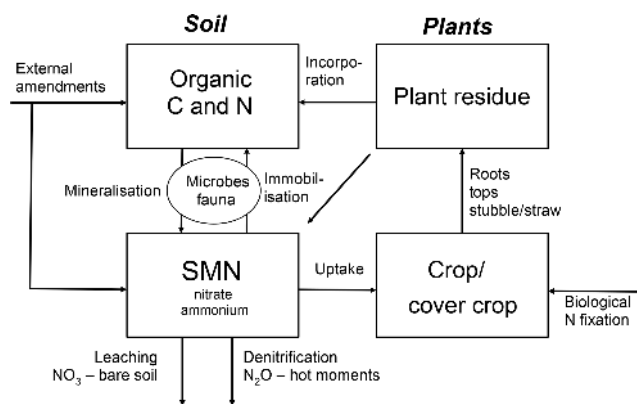 Soil
Plants
External
amendments
Organic
C and N
Incorpo-
ration
Plant residue
Mineralisation
Microbes
fauna
Immobil-
isation
Roots
tops
stubble/straw
SMN
nitrate
ammonium
Uptake
Crop/
cover crop
Biological
N fixation
Leaching
NO₃ – bare soil
Denitrification
N₂O – hot moments